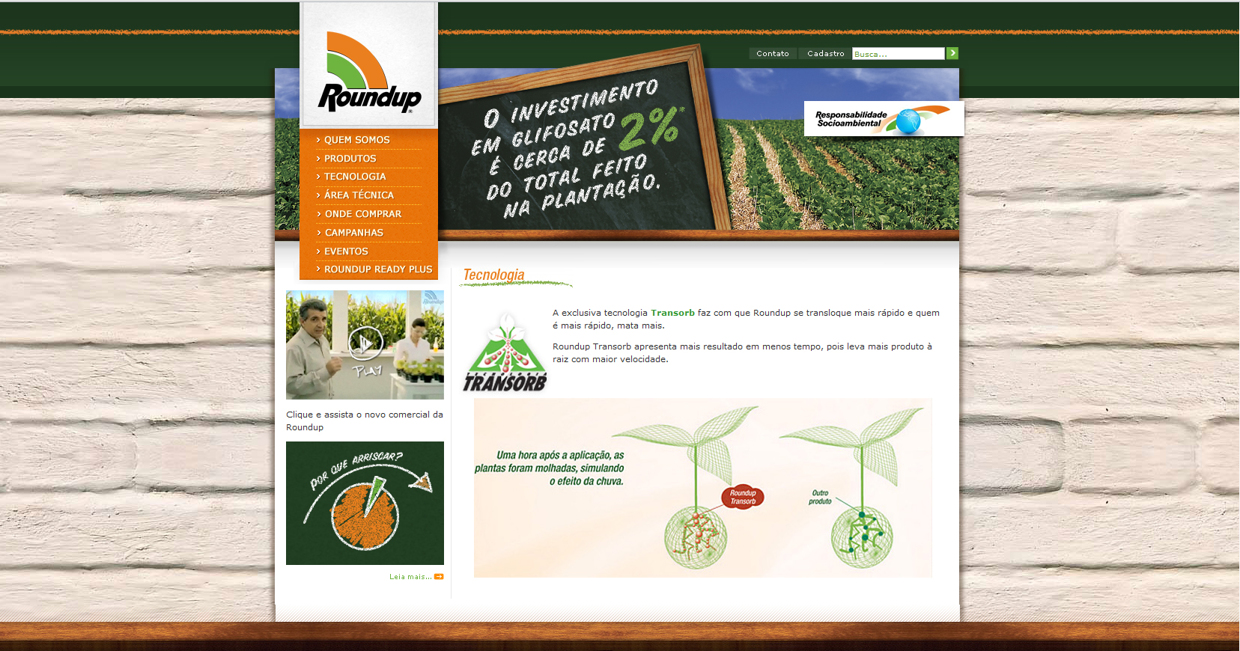 Contato
Cadastro
Busca...
Roundup
O INVESTIMENTO
EM GLIFOSATO 2%*
É CERCA DE
DO TOTAL FEITO
NA PLANTAÇÃO.
Responsabilidade
Socioambiental
› QUEM SOMOS
› PRODUTOS
› TECNOLOGIA
› ÁREA TÉCNICA
› ONDE COMPRAR
› CAMPANHAS
› EVENTOS
› ROUNDUP READY PLUS
PLAY
Clique e assista o novo comercial da
Roundup
POR QUE ARRISCAR?
Leia mais...
Tecnologia
TRANSORB
A exclusiva tecnologia Transorb faz com que Roundup se transloque mais rápido e quem
é mais rápido, mata mais.
Roundup Transorb apresenta mais resultado em menos tempo, pois leva mais produto à
raiz com maior velocidade.
Uma hora após a aplicação, as
plantas foram molhadas, simulando
o efeito da chuva.
Roundup
Transorb
Outro
produto